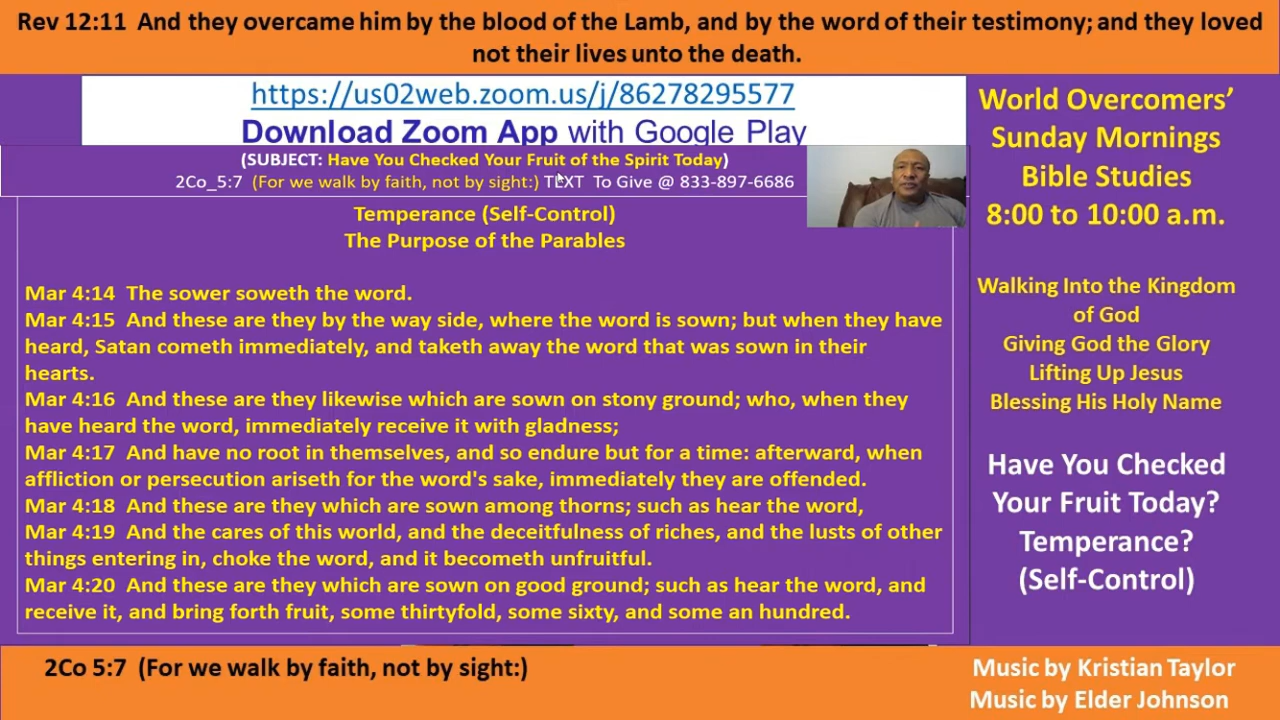 Rev 12:11  And they overcame him by the blood of the Lamb, and by the word of their testimony; and they loved
not their lives unto the death.
https://us02web.zoom.us/j/86278295577
Download Zoom App with Google Play
(SUBJECT: Have You Checked Your Fruit of the Spirit Today)
2Co_5:7  (For we walk by faith, not by sight:) TEXT  To Give @ 833-897-6686
Temperance (Self-Control)
The Purpose of the Parables
Mar 4:14  The sower soweth the word.
Mar 4:15  And these are they by the way side, where the word is sown; but when they have
heard, Satan cometh immediately, and taketh away the word that was sown in their
hearts.
Mar 4:16  And these are they likewise which are sown on stony ground; who, when they
have heard the word, immediately receive it with gladness;
Mar 4:17  And have no root in themselves, and so endure but for a time: afterward, when
affliction or persecution ariseth for the word's sake, immediately they are offended.
Mar 4:18  And these are they which are sown among thorns; such as hear the word,
Mar 4:19  And the cares of this world, and the deceitfulness of riches, and the lusts of other
things entering in, choke the word, and it becometh unfruitful.
Mar 4:20  And these are they which are sown on good ground; such as hear the word, and
receive it, and bring forth fruit, some thirtyfold, some sixty, and some an hundred.
World Overcomers’
Sunday Mornings
Bible Studies
8:00 to 10:00 a.m.
Walking Into the Kingdom
of God
Giving God the Glory
Lifting Up Jesus
Blessing His Holy Name
Have You Checked
Your Fruit Today?
Temperance?
(Self-Control)
2Co 5:7  (For we walk by faith, not by sight:)
Music by Kristian Taylor
Music by Elder Johnson